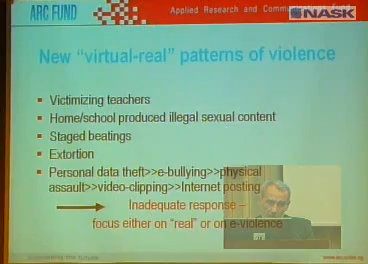 ARC FUND
Applied Research and Comm
NASK
New “virtual-real” patterns of violence
▪ Victimizing teachers
▪ Home/school produced illegal sexual content
▪ Staged beatings
▪ Extortion
▪ Personal data theft>>e-bullying>>physical
assault>>video-clipping>>Internet posting
Inadequate response –
focus either on “real” or on e-violence